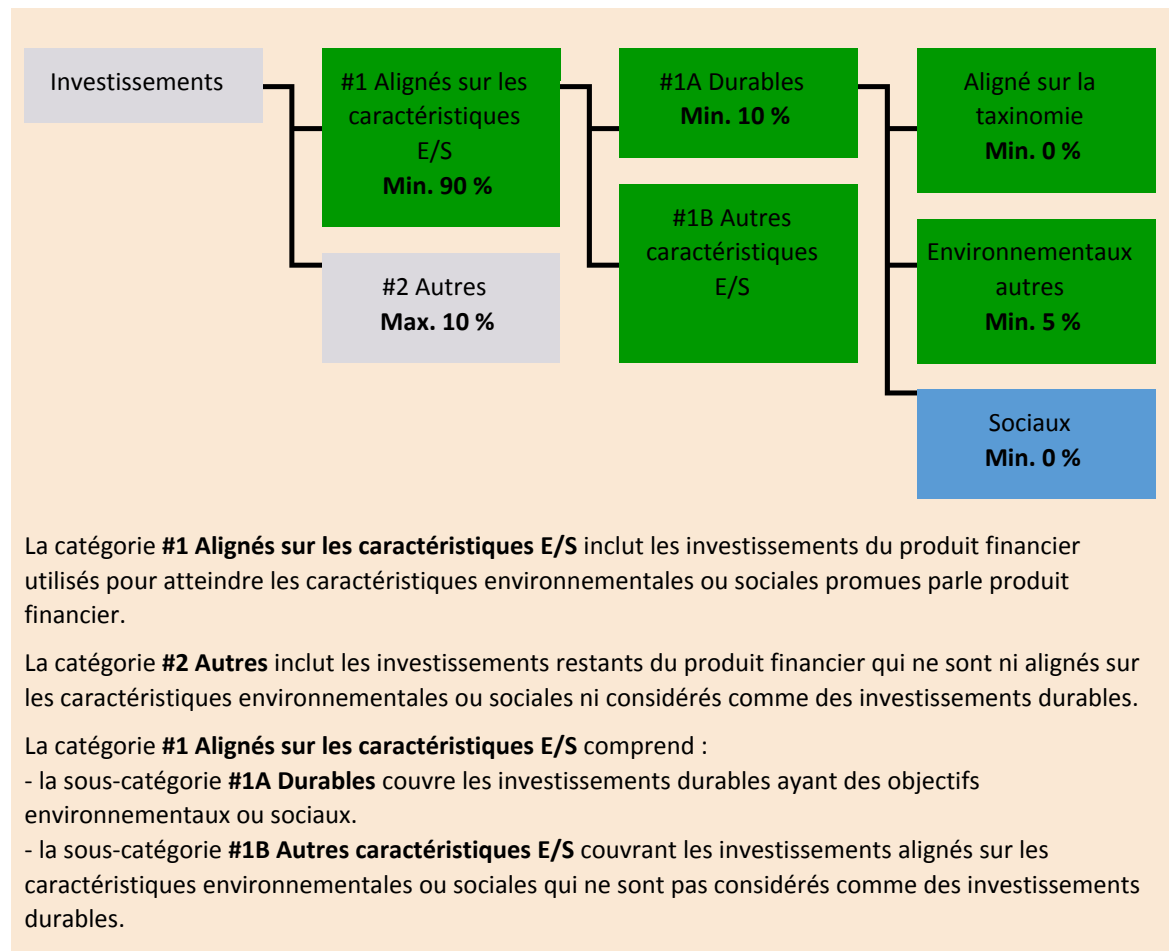 Investissements
#1 Alignés sur les
caractéristiques
E/S
Min. 90 %
#2 Autres
Max. 10 %
#1A Durables
Min. 10 %
#1B Autres
caractéristiques
E/S
Aligné sur la
taxinomie
Min. 0 %
Environnementaux
autres
Min. 5 %
Sociaux
Min. 0 %
La catégorie #1 Alignés sur les caractéristiques E/S inclut les investissements du produit financier
utilisés pour atteindre les caractéristiques environnementales ou sociales promues parle produit
financier.
La catégorie #2 Autres inclut les investissements restants du produit financier qui ne sont ni alignés sur
les caractéristiques environnementales ou sociales ni considérés comme des investissements durables.
La catégorie #1 Alignés sur les caractéristiques E/S comprend :
- la sous-catégorie #1A Durables couvre les investissements durables ayant des objectifs
environnementaux ou sociaux.
- la sous-catégorie #1B Autres caractéristiques E/S couvrant les investissements alignés sur les
caractéristiques environnementales ou sociales qui ne sont pas considérés comme des investissements
durables.